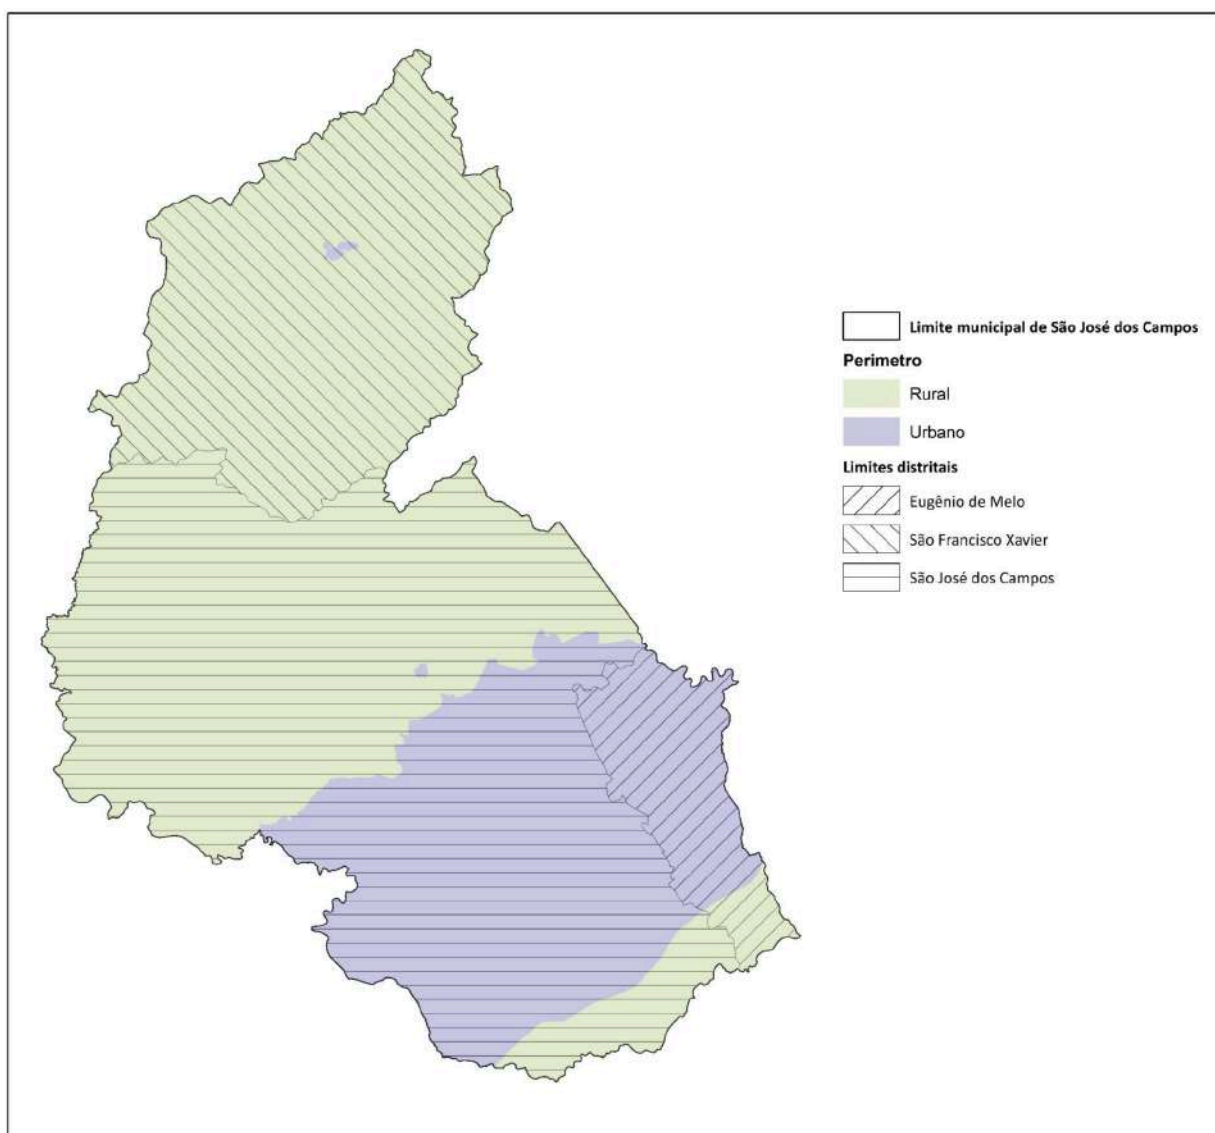 Limite municipal de São José dos Campos
Perimetro
Rural
Urbano
Limites distritais
Eugênio de Melo
São Francisco Xavier
São José dos Campos